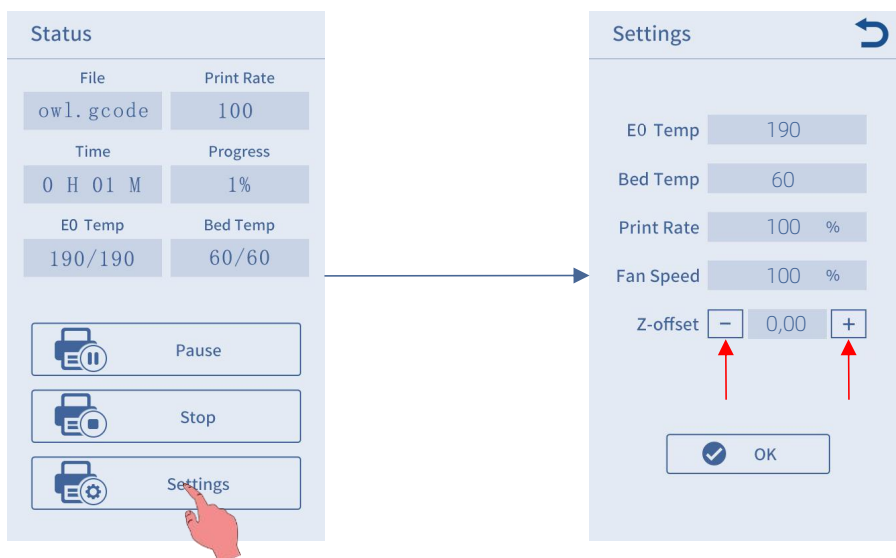 Status
File Print Rate
owl.gcode 100
Time Progress
0 H 01 M 1%
E0 Temp Bed Temp
190/190 60/60
Pause
Stop
Settings
Settings
E0 Temp 190
Bed Temp 60
Print Rate 100 %
Fan Speed 100 %
Z-offset − 0,00 +
OK